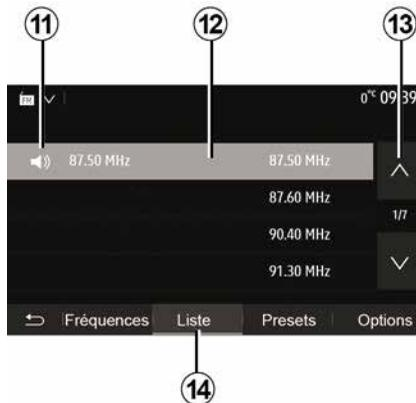 11 12 13
FM 0°C 09:39
87.50 MHz 87.50 MHz
87.60 MHz
1/7
90.40 MHz
91.30 MHz
Fréquences Liste Presets Options
14